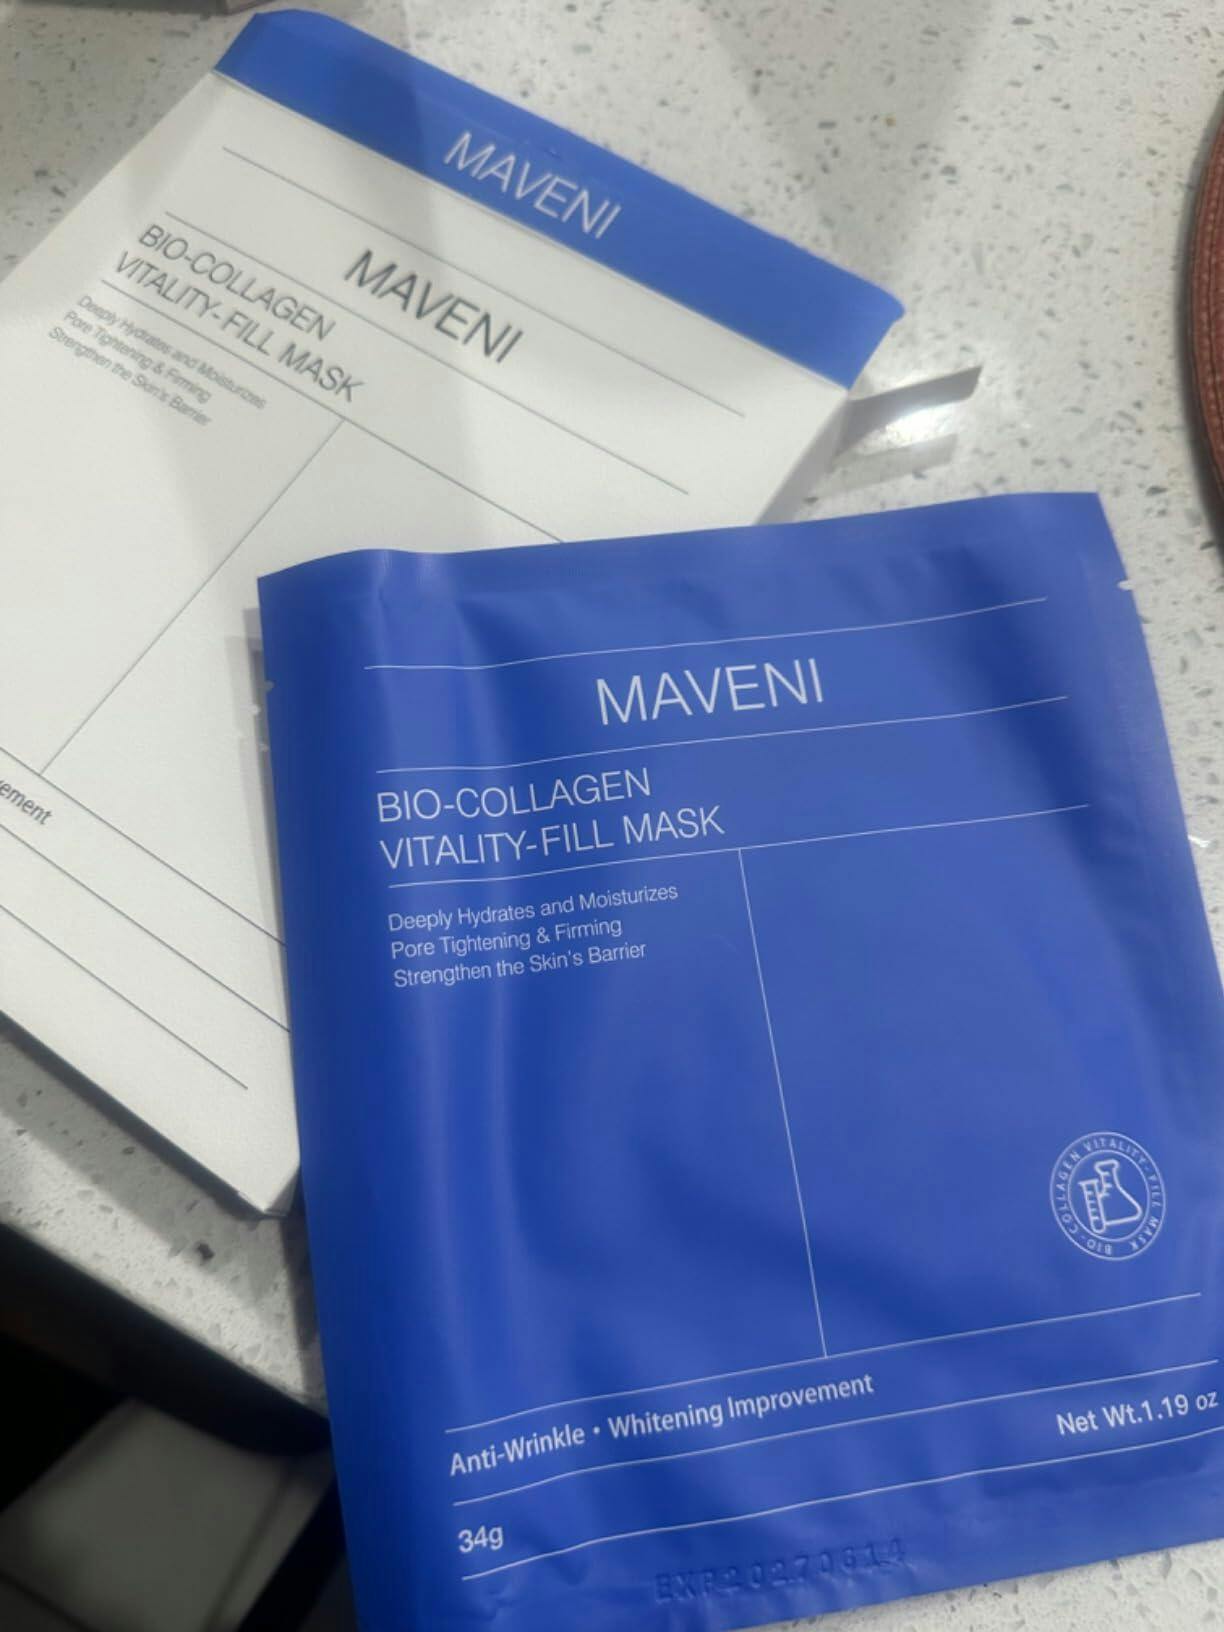 MAVENI
MAVENI
BIO-COLLAGEN
VITALITY-FILL MASK
Deeply Hydrates and Moisturizes
Pore Tightening & Firming
Strengthen the Skin's Barrier
ement
MAVENI
BIO-COLLAGEN
VITALITY-FILL MASK
Deeply Hydrates and Moisturizes
Pore Tightening & Firming
Strengthen the Skin's Barrier
BIO-COLLAGEN VITALITY-FILL MASK
Anti-Wrinkle • Whitening Improvement
Net Wt.1.19 oz
34g
EXP20270614